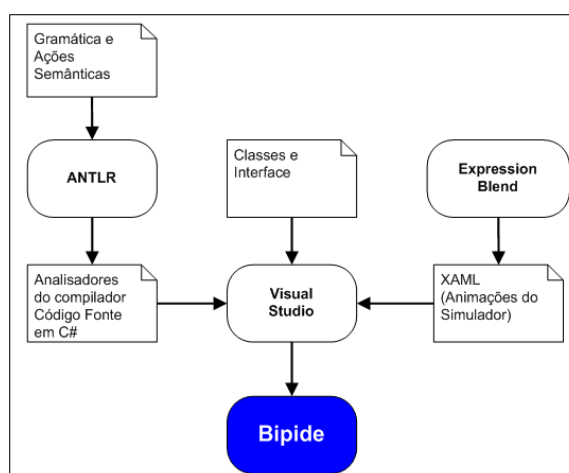 Gramática e
Ações
Semânticas
ANTLR
Classes e
Interface
Expression
Blend
Analisadores
do compilador
Código Fonte
em C#
Visual
Studio
XAML
(Animações do
Simulador)
Bipide